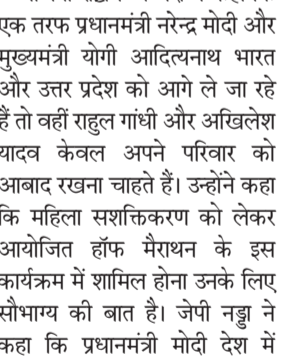 एक तरफ प्रधानमंत्री नरेन्द्र मोदी और
मुख्यमंत्री योगी आदित्यनाथ भारत
और उत्तर प्रदेश को आगे ले जा रहे
हैं तो वहीं राहुल गांधी और अखिलेश
यादव केवल अपने परिवार को
आबाद रखना चाहते हैं। उन्होंने कहा
कि महिला सशक्तिकरण को लेकर
आयोजित हॉफ मैराथन के इस
कार्यक्रम में शामिल होना उनके लिए
सौभाग्य की बात है। जेपी नड्डा ने
कहा कि प्रधानमंत्री मोदी देश में